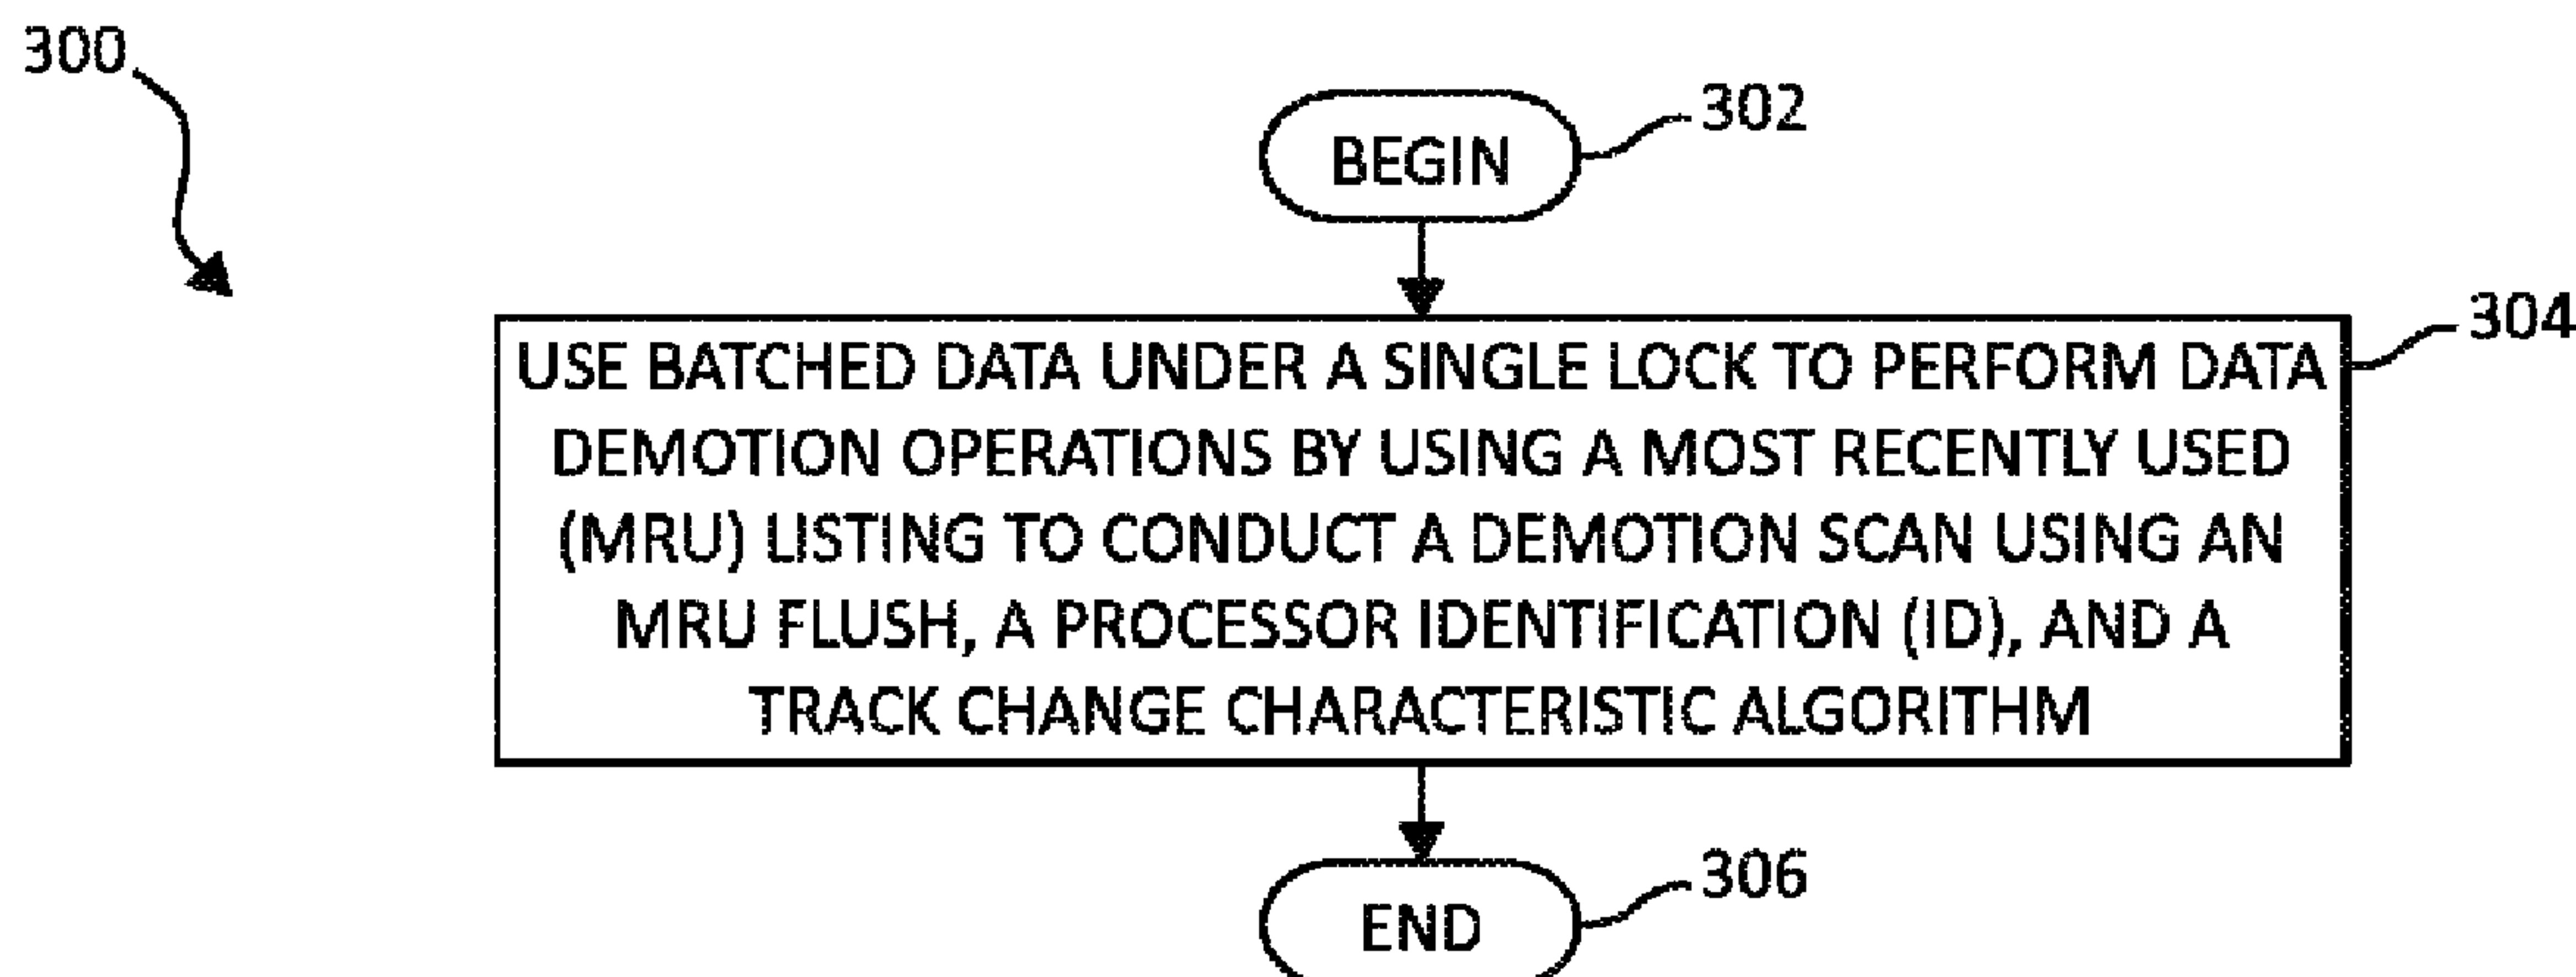 300
302
BEGIN
304
USE BATCHED DATA UNDER A SINGLE LOCK TO PERFORM DATA
DEMOTION OPERATIONS BY USING A MOST RECENTLY USED
(MRU) LISTING TO CONDUCT A DEMOTION SCAN USING AN
MRU FLUSH, A PROCESSOR IDENTIFICATION (ID), AND A
TRACK CHANGE CHARACTERISTIC ALGORITHM
306
END